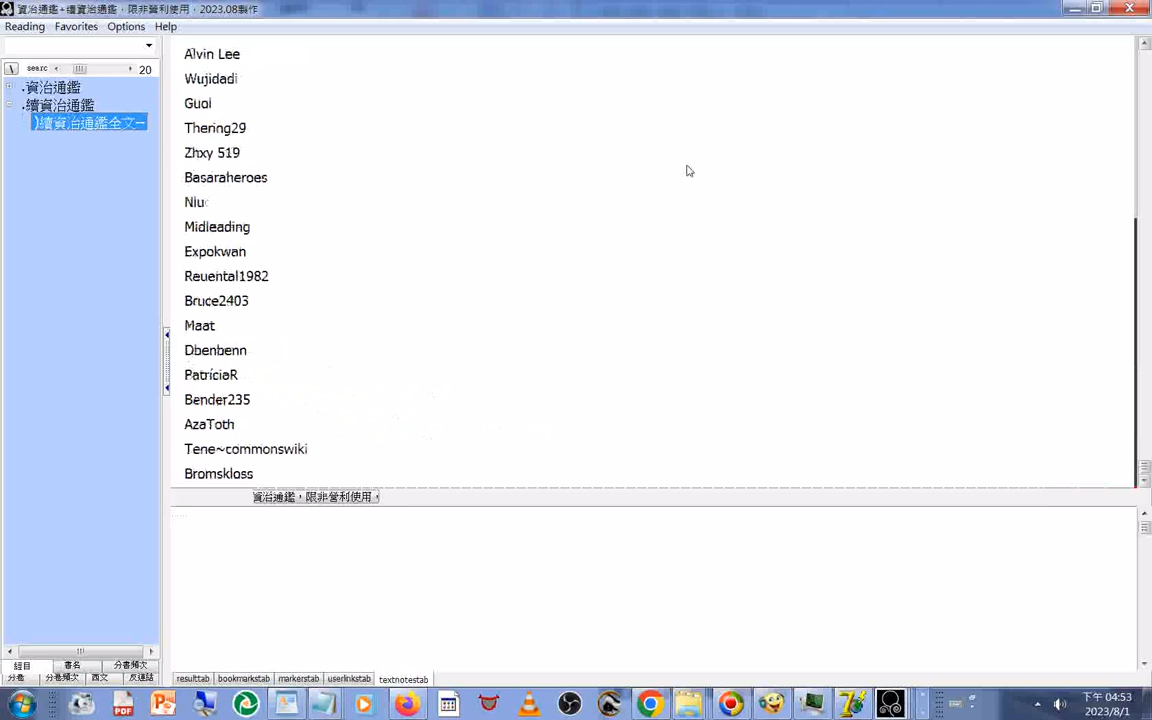 資治通鑑+續資治通鑑，限非營利使用，2023.08製作
Reading Favorites Options Help
searc 20
.資治通鑑
.續資治通鑑
)續資治通鑑全文一
Alvin Lee
Wujidadi
Guoi
Thering29
Zhxy 519
Basaraheroes
Niu
Midleading
Expokwan
Reuental1982
Bruce2403
Maat
Dbenbenn
PatríciaR
Bender235
AzaToth
Tene~commonswiki
Bromskloss
資治通鑑，限非營利使用，
經目 書名 分書頻次
分卷 分卷頻次 西文 反連結
resulttab bookmarkstab markerstab userlinkstab textnotestab
下午 04:53
2023/8/1